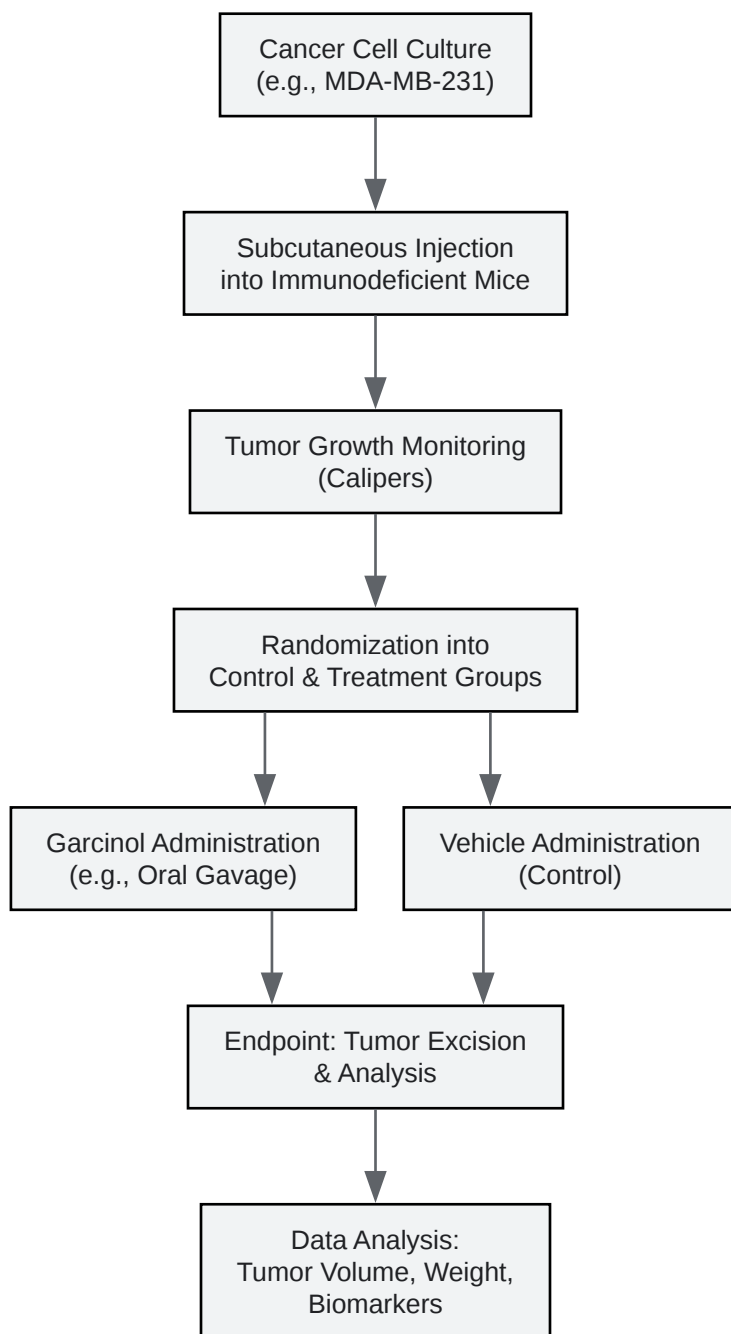 Cancer Cell Culture
(e.g., MDA-MB-231)
Subcutaneous Injection
into Immunodeficient Mice
Tumor Growth Monitoring
(Calipers)
Randomization into
Control & Treatment Groups
Garcinol Administration
(e.g., Oral Gavage)
Vehicle Administration
(Control)
Endpoint: Tumor Excision
& Analysis
Data Analysis:
Tumor Volume, Weight,
Biomarkers